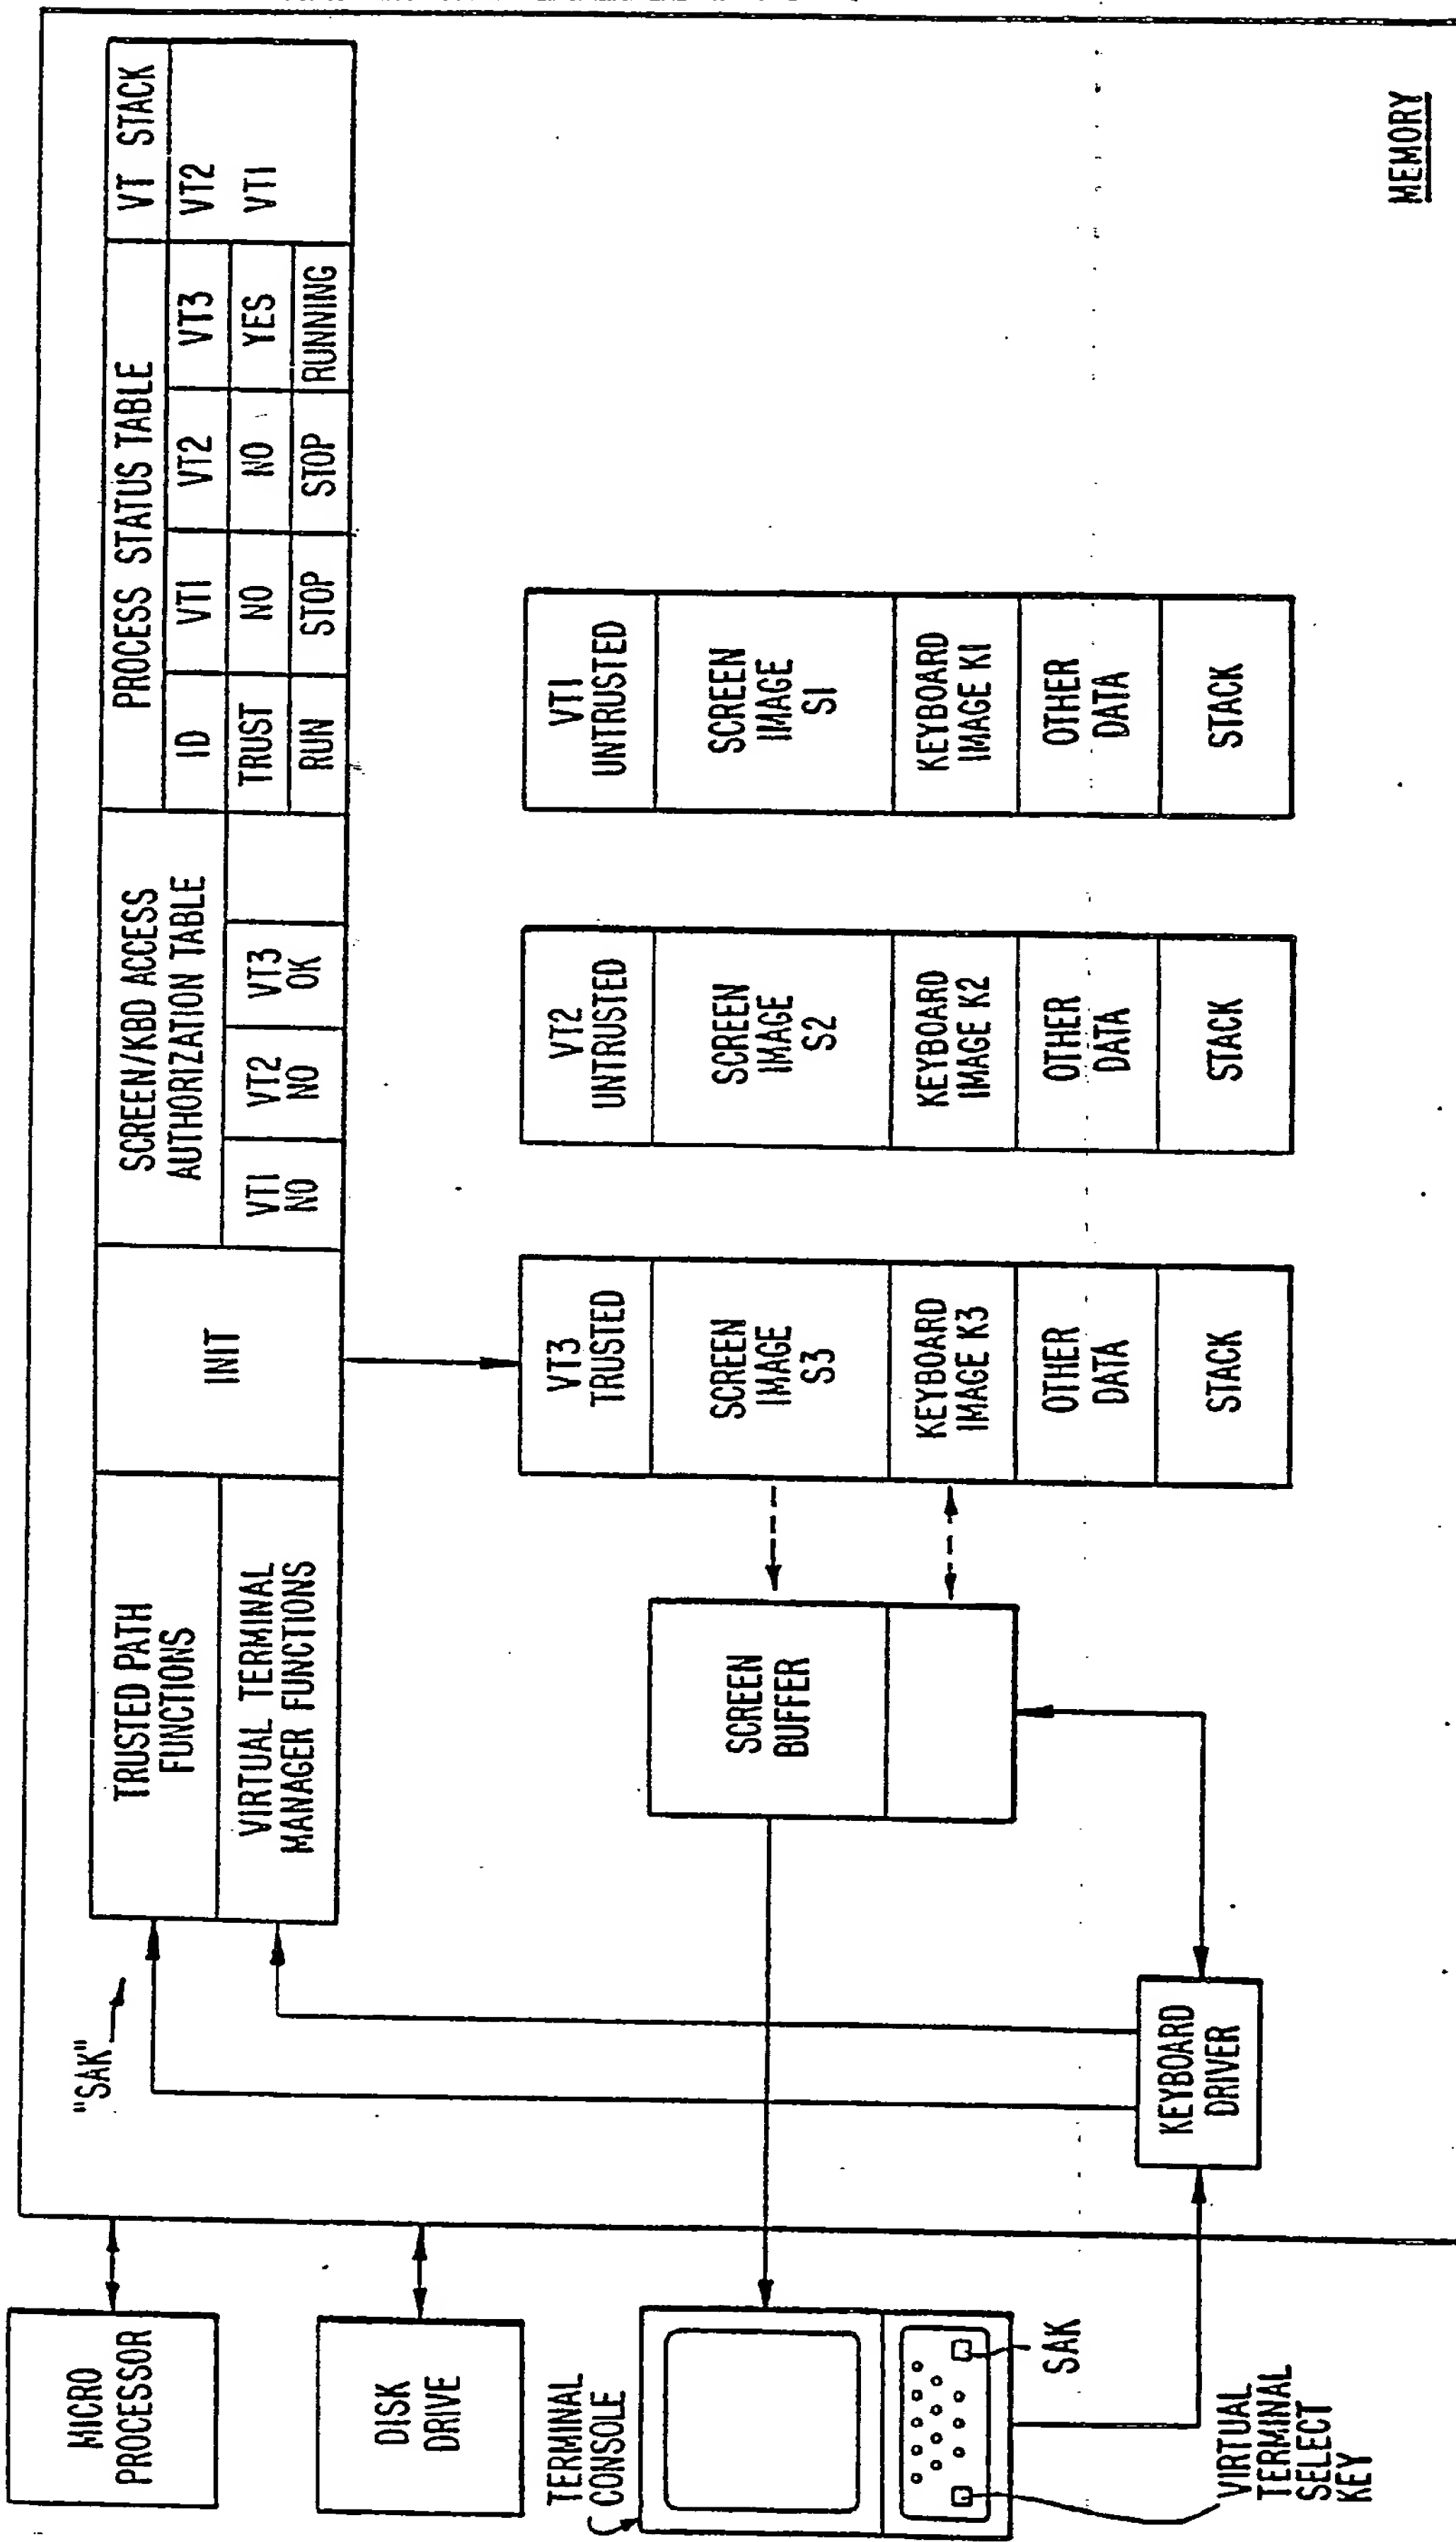 MICRO
PROCESSOR
DISK
DRIVE
TERMINAL
CONSOLE
SAK
VIRTUAL
TERMINAL
SELECT
KEY
"SAK"
KEYBOARD
DRIVER
TRUSTED PATH
FUNCTIONS
VIRTUAL TERMINAL
MANAGER FUNCTIONS
INIT
SCREEN/KBD ACCESS
AUTHORIZATION TABLE
VT1 VT2 VT3
NO NO OK
PROCESS STATUS TABLE
ID VT1 VT2 VT3
TRUST NO NO YES
RUN STOP STOP RUNNING
VT STACK
VT2
VT1
SCREEN
BUFFER
VT3
TRUSTED
SCREEN
IMAGE
S3
KEYBOARD
IMAGE K3
OTHER
DATA
STACK
VT2
UNTRUSTED
SCREEN
IMAGE
S2
KEYBOARD
IMAGE K2
OTHER
DATA
STACK
VT1
UNTRUSTED
SCREEN
IMAGE
S1
KEYBOARD
IMAGE K1
OTHER
DATA
STACK
MEMORY